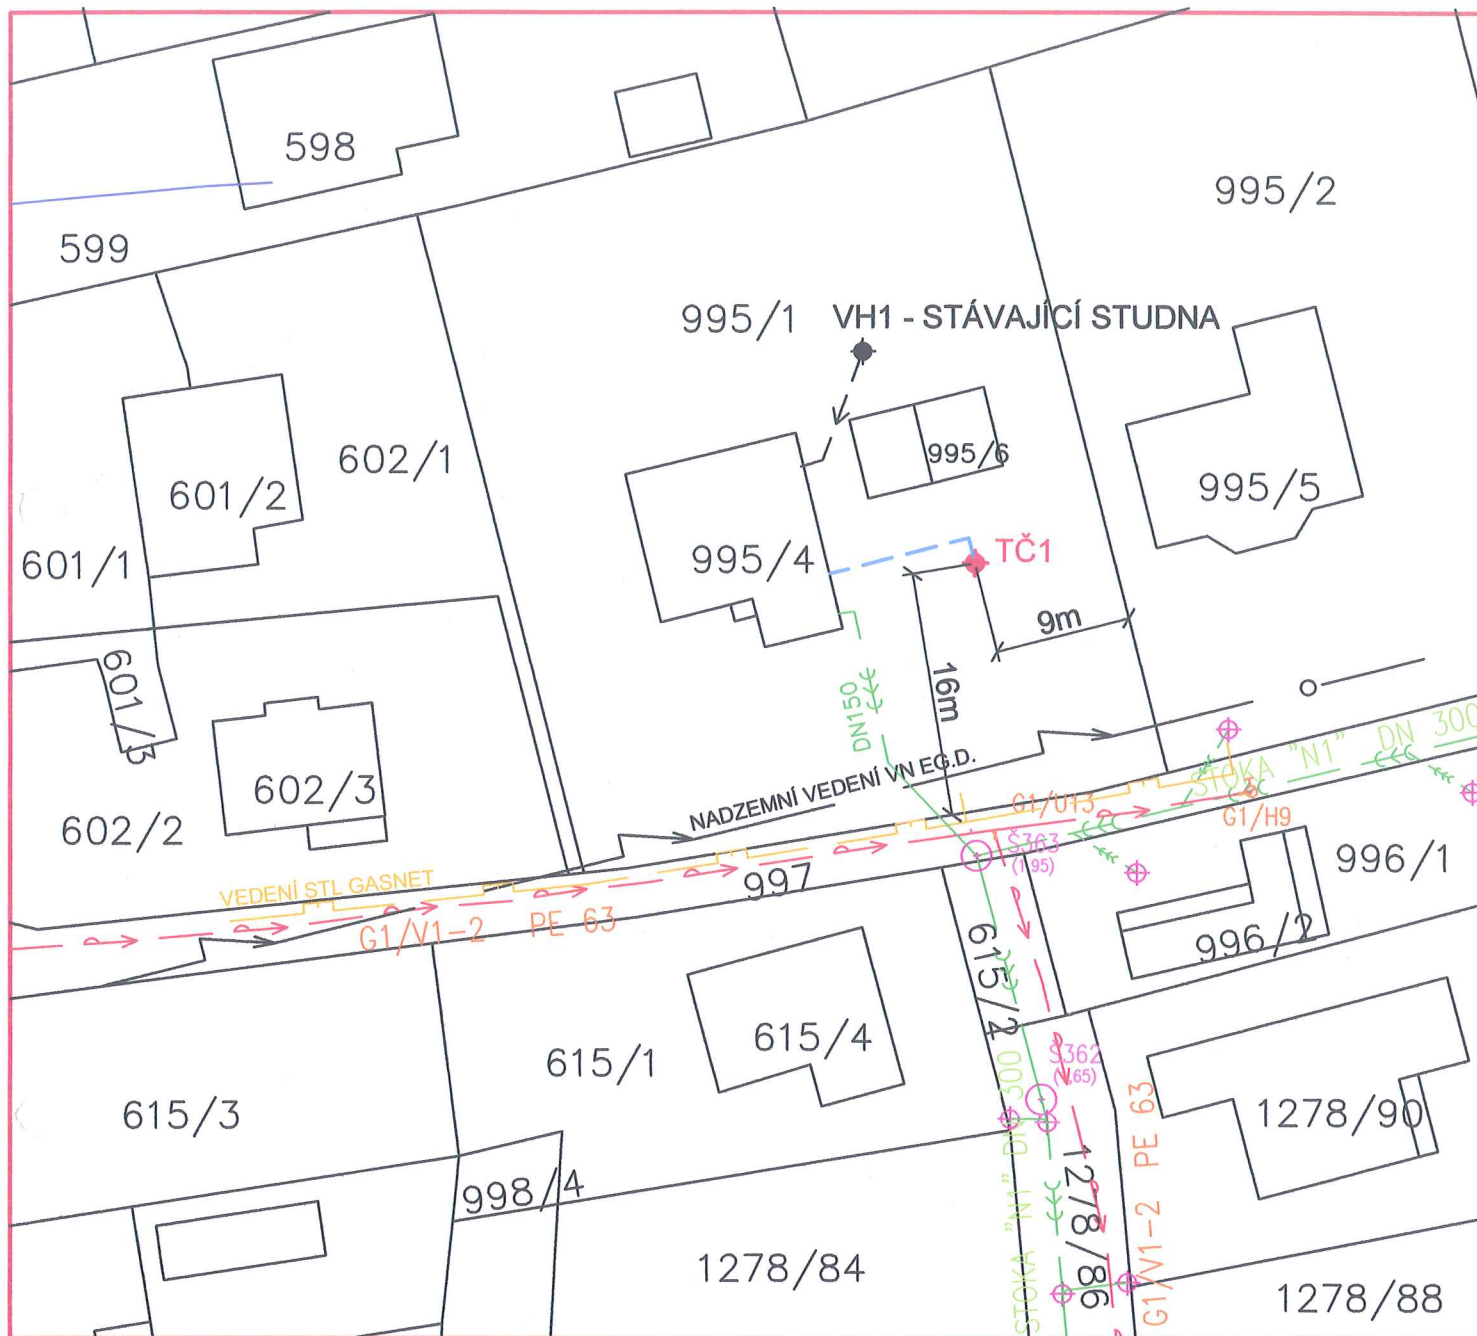 598
995/2
599
995/1
VH1 - STÁVAJÍCÍ STUDNA
602/1
995/6
601/2
995/5
601/1
995/4
TČ1
9m
601/3
16m
DN150
STOKA "N1" DN 300
602/3
NADZEMNÍ VEDENÍ VN EG.D.
G1/U13
G1/H9
602/2
Š363
(1.95)
996/1
997
VEDENÍ STL GASNET
G1/V1-2 PE 63
996/2
615/2
615/4
615/1
Š362
(1.65)
615/3
1278/90
998/4
STOKA "N1" DN 300
1278/86
G1/V1-2 PE 63
1278/84
1278/88